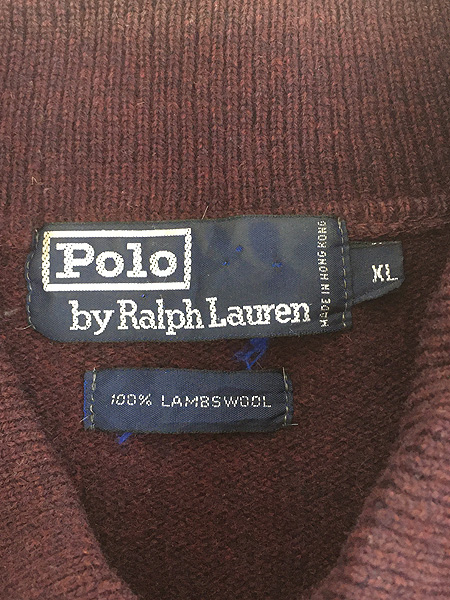 Polo
by Ralph Lauren
MADE IN HONG KONG
XL
100% LAMBSWOOL